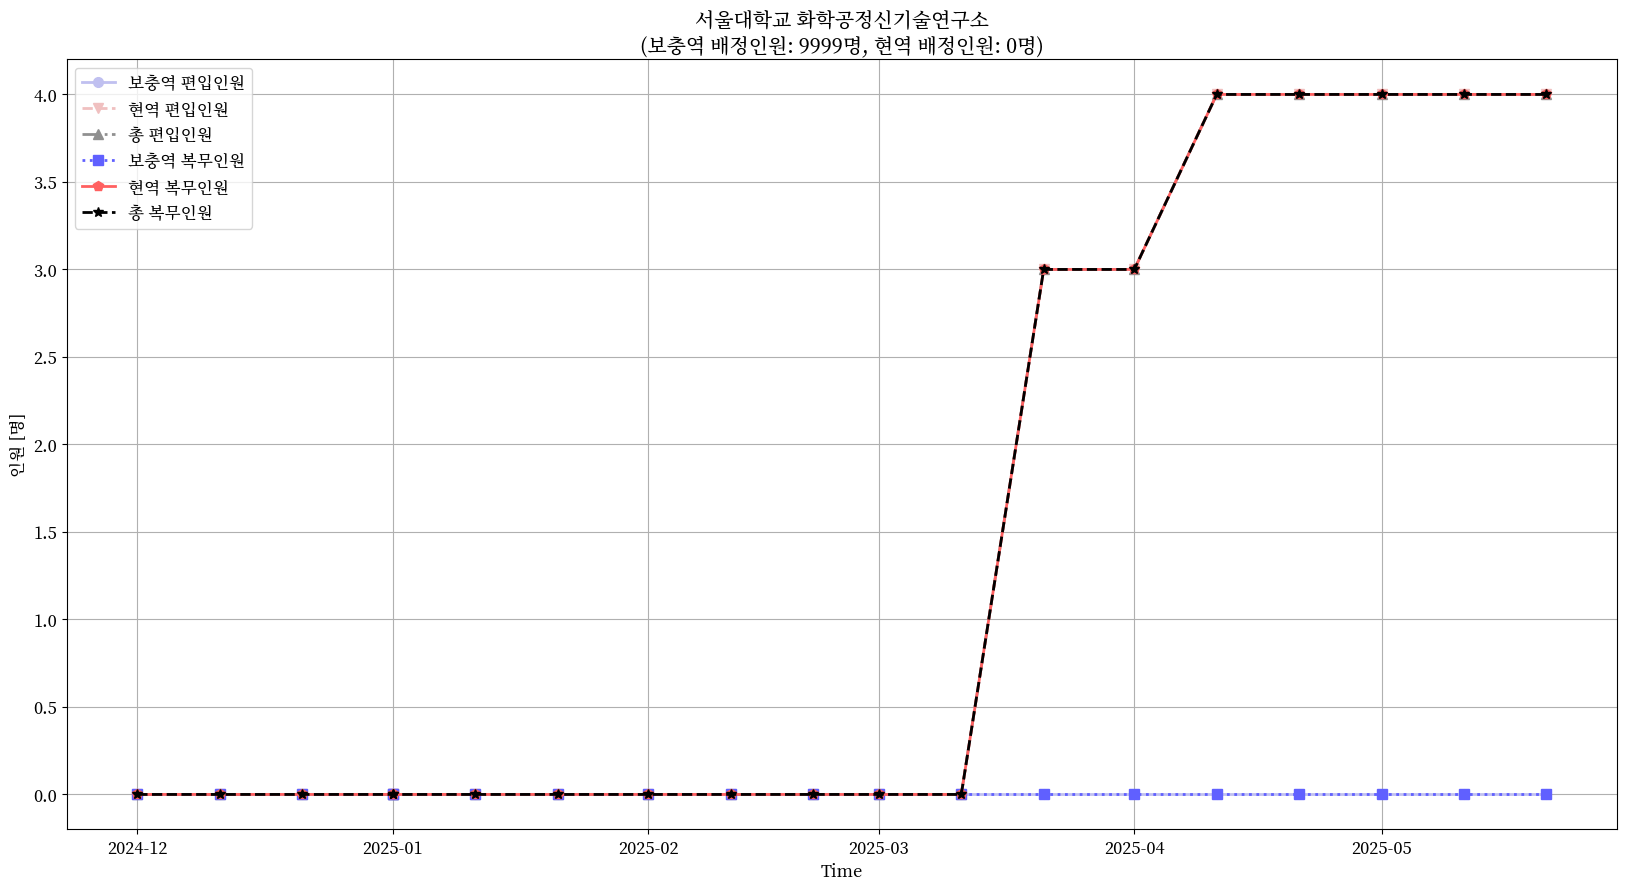 서울대학교 화학공정신기술연구소
(보충역 배정인원: 9999명, 현역 배정인원: 0명)
보충역 편입인원
현역 편입인원
총 편입인원
보충역 복무인원
현역 복무인원
총 복무인원
인원 [명]
4.0
3.5
3.0
2.5
2.0
1.5
1.0
0.5
0.0
2024-12
2025-01
2025-02
2025-03
2025-04
2025-05
Time